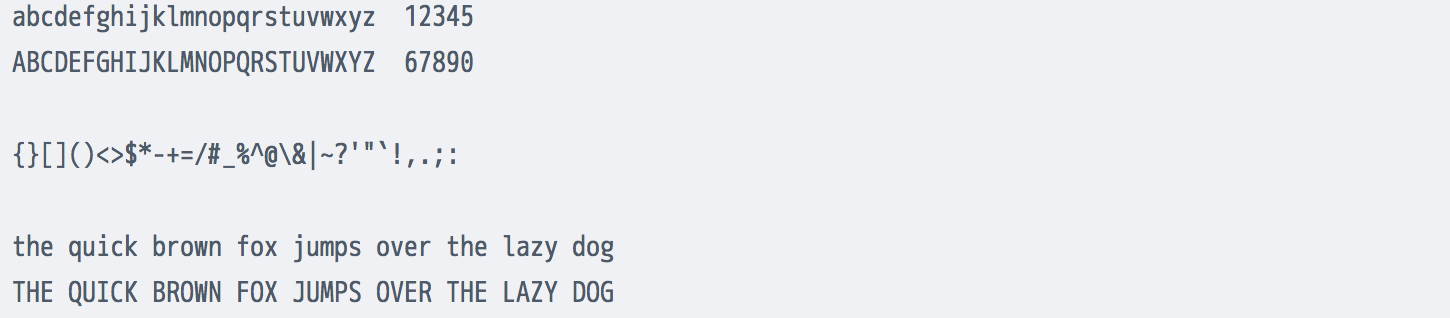 abcdefghijklmnopqrstuvwxyz  12345
ABCDEFGHIJKLMNOPQRSTUVWXYZ  67890
{}[]()<>$*-+=/#_%^@\&|~?'"`!,.;:
the quick brown fox jumps over the lazy dog
THE QUICK BROWN FOX JUMPS OVER THE LAZY DOG